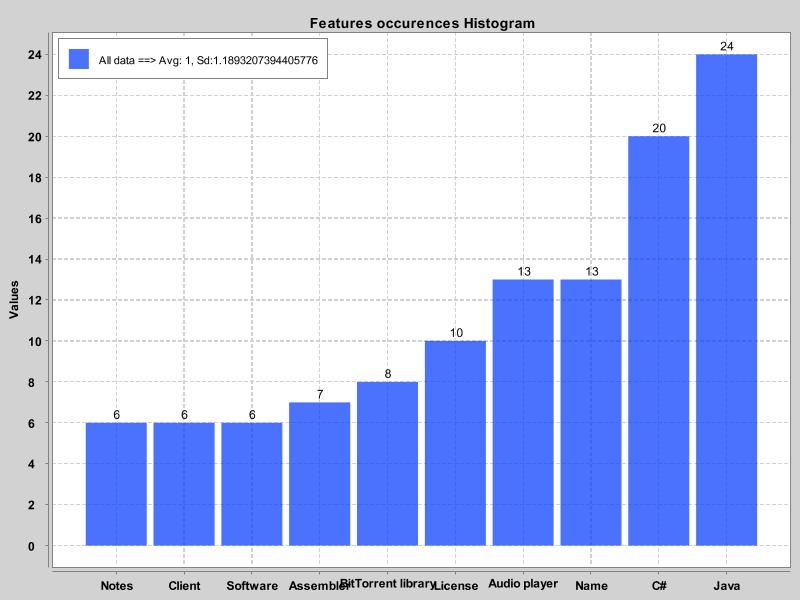 Features occurences Histogram
All data ==> Avg: 1, Sd:1.1893207394405776
Values
24
22
20
18
16
14
12
10
8
6
4
2
0
6 6 6 7 8 10 13 13 20 24
Notes Client Software Assembler BitTorrent library License Audio player Name C# Java